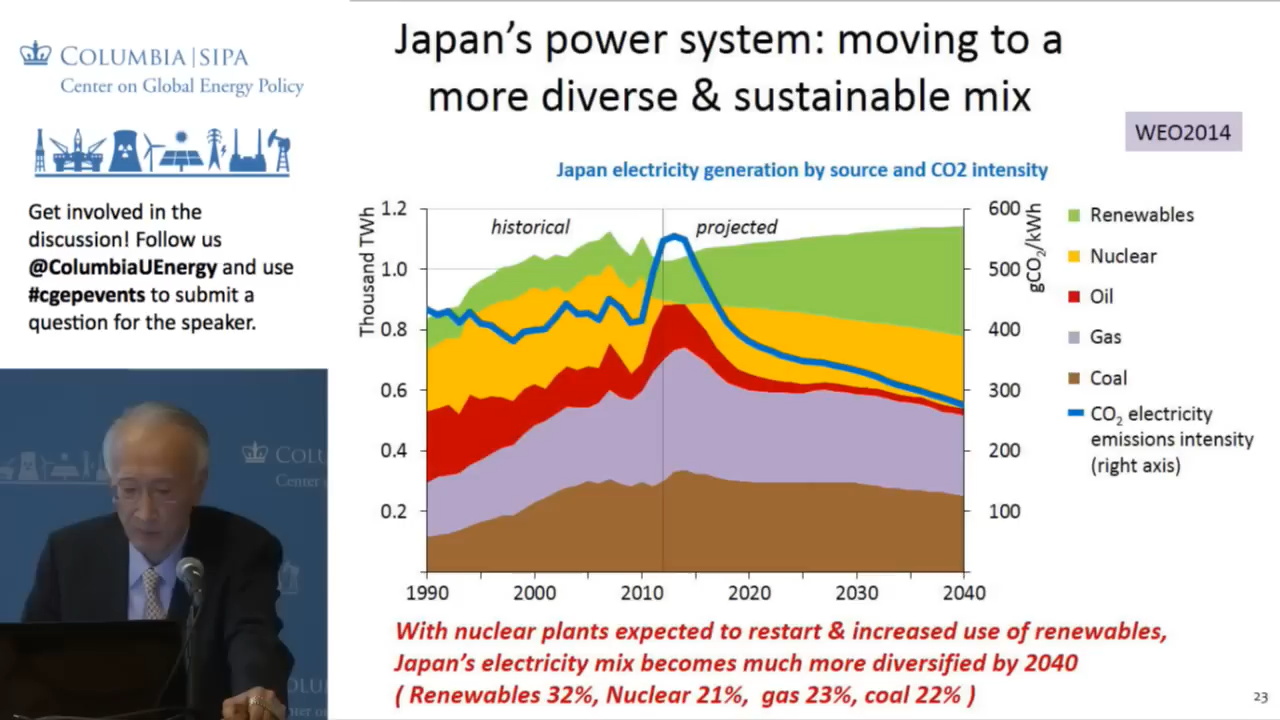 COLUMBIA | SIPA
Center on Global Energy Policy
Get involved in the
discussion! Follow us
@ColumbiaUEnergy and use
#cgepevents to submit a
question for the speaker.
Japan's power system: moving to a
more diverse & sustainable mix
WEO2014
Japan electricity generation by source and CO2 intensity
Thousand TWh
1.2
1.0
0.8
0.6
0.4
0.2
historical
projected
600
500
400
300
200
100
gCO₂/kWh
1990
2000
2010
2020
2030
2040
Renewables
Nuclear
Oil
Gas
Coal
CO₂ electricity
emissions intensity
(right axis)
With nuclear plants expected to restart & increased use of renewables,
Japan's electricity mix becomes much more diversified by 2040
( Renewables 32%, Nuclear 21%, gas 23%, coal 22% )
23
COLU
Center